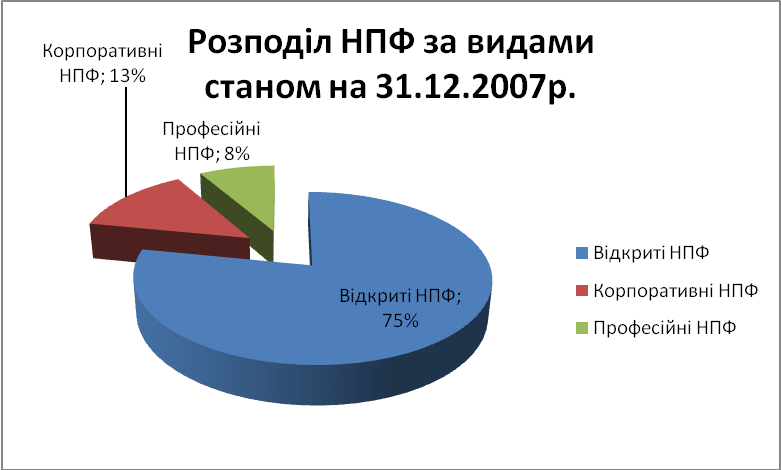 Розподіл НПФ за видами
станом на 31.12.2007р.
Корпоративні
НПФ; 13%
Професійні
НПФ; 8%
Відкриті НПФ;
75%
Відкриті НПФ
Корпоративні НПФ
Професійні НПФ